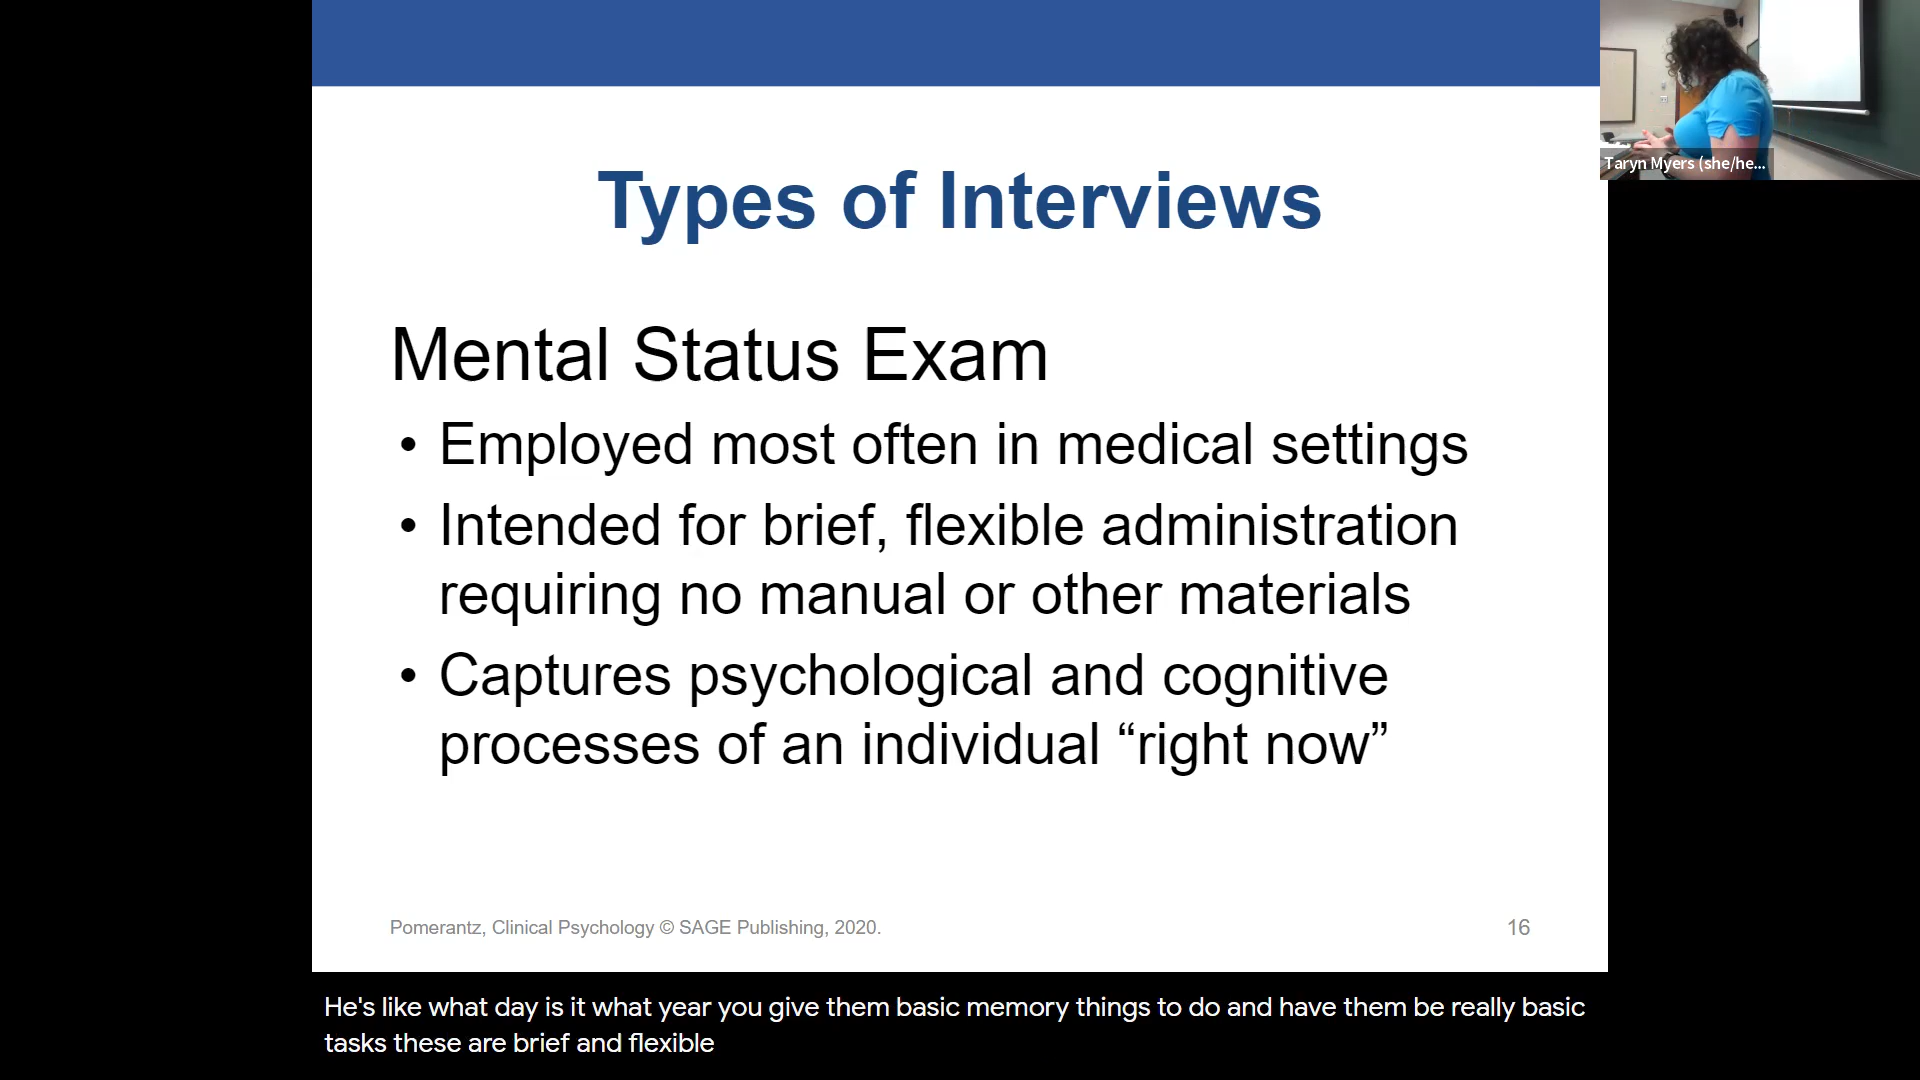 Taryn Myers (she/he...
Types of Interviews
Mental Status Exam
• Employed most often in medical settings
• Intended for brief, flexible administration
requiring no manual or other materials
• Captures psychological and cognitive
processes of an individual “right now”
Pomerantz, Clinical Psychology © SAGE Publishing, 2020.
16
He's like what day is it what year you give them basic memory things to do and have them be really basic
tasks these are brief and flexible